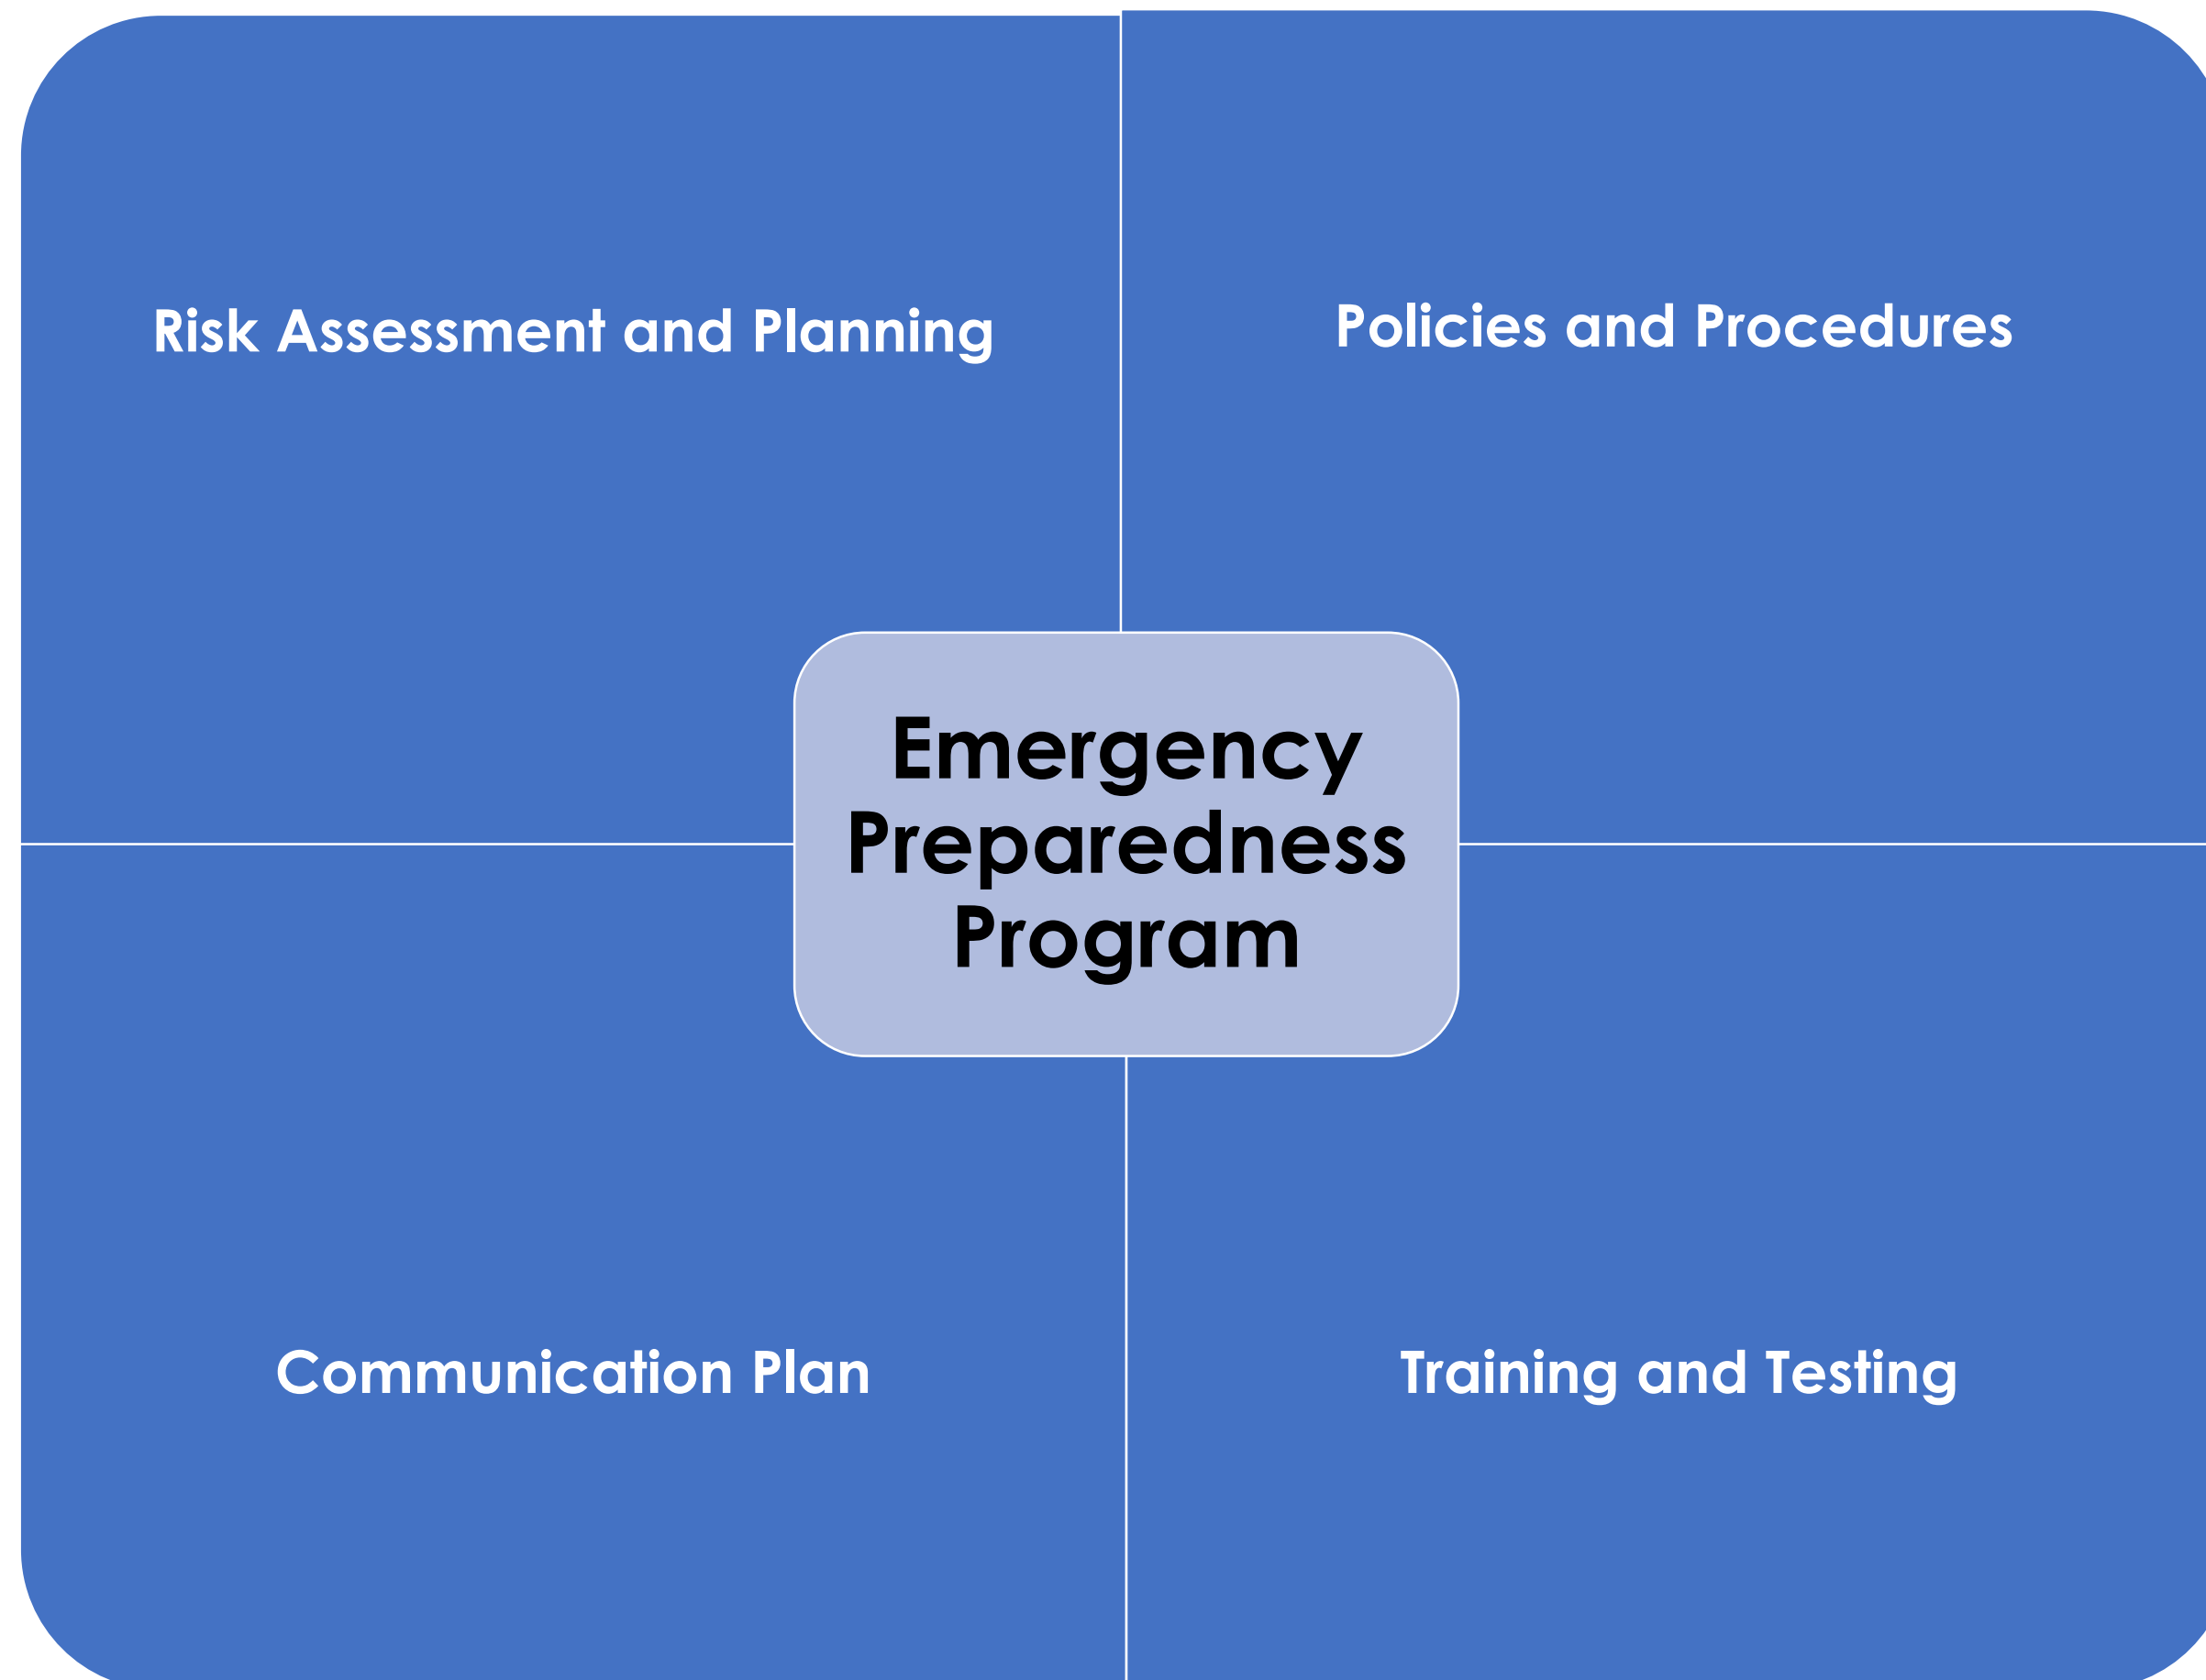 Risk Assessment and Planning
Policies and Procedures
Emergency
Preparedness
Program
Communication Plan
Training and Testing